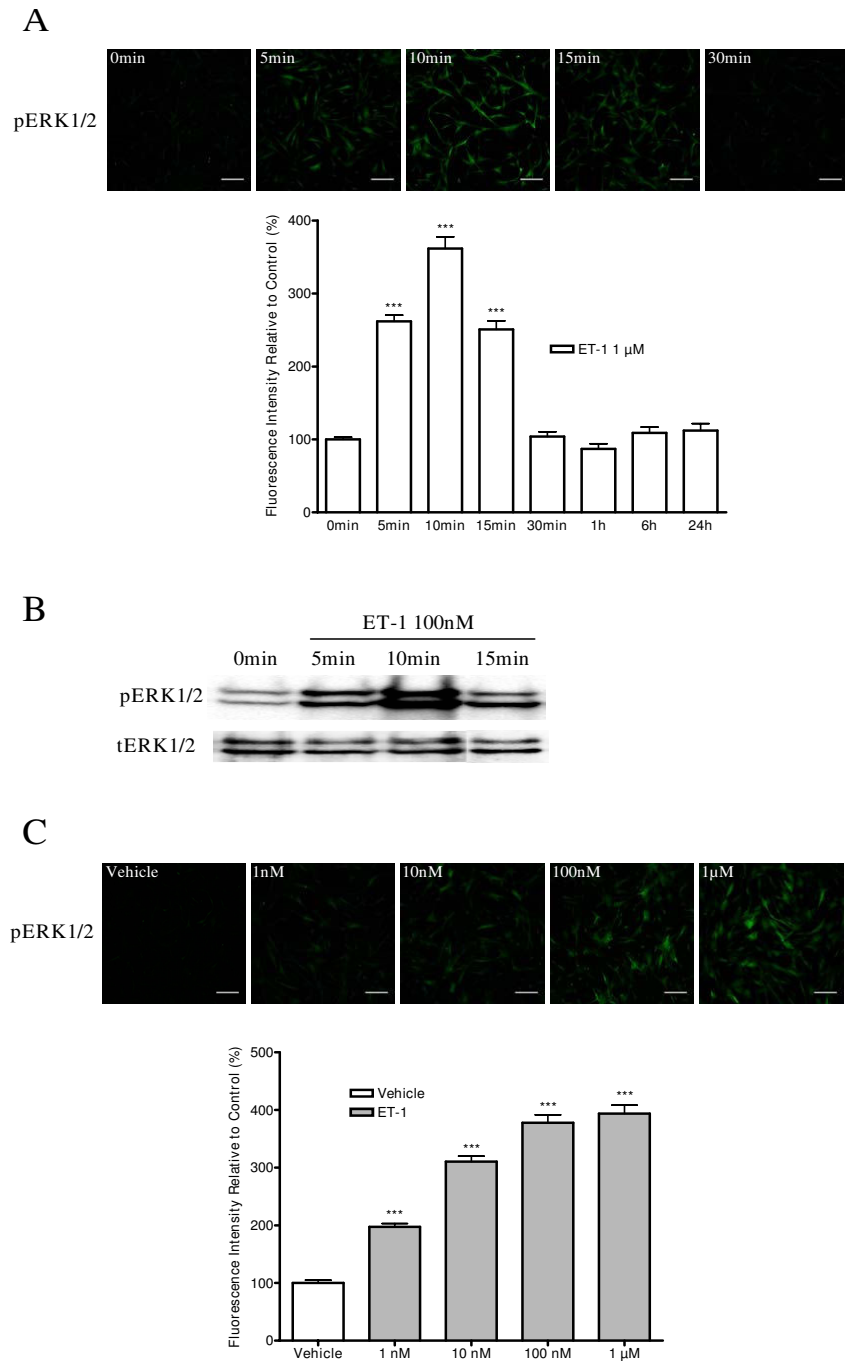 A
0min 5min 10min 15min 30min
pERK1/2
Fluorescence Intensity Relative to Control (%)
400
***
***
***
300
ET-1 1 µM
200
100
0
0min 5min 10min 15min 30min 1h 6h 24h
B
ET-1 100nM
0min 5min 10min 15min
pERK1/2
tERK1/2
C
Vehicle 1nM 10nM 100nM 1µM
pERK1/2
Fluorescence Intensity Relative to Control (%)
500
Vehicle
ET-1
***
***
***
***
400
300
200
100
0
Vehicle 1 nM 10 nM 100 nM 1 µM